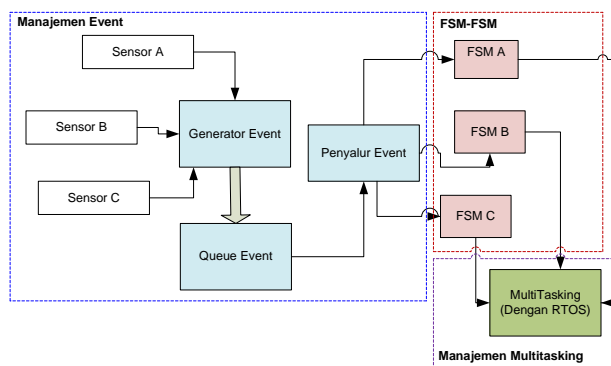 Manajemen Event
FSM-FSM
Sensor A
FSM A
Sensor B
Generator Event
Penyalur Event
FSM B
Sensor C
FSM C
Queue Event
MultiTasking
(Dengan RTOS)
Manajemen Multitasking